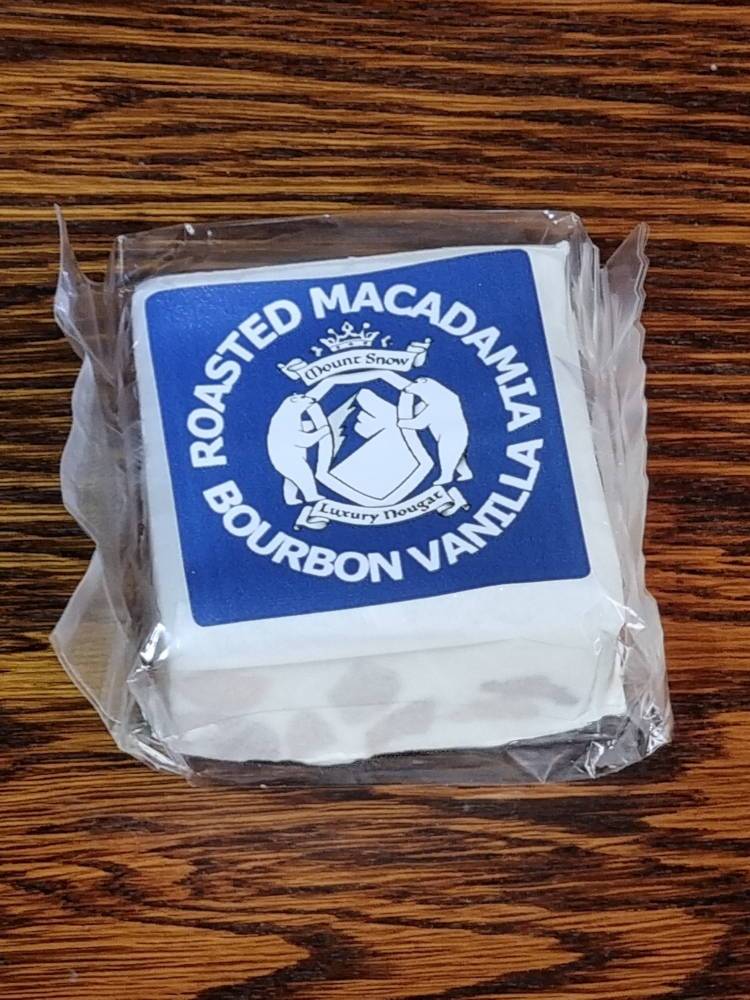 ROASTED MACADAMIA
Mount Snow
Luxury Nougat
BOURBON VANILLA